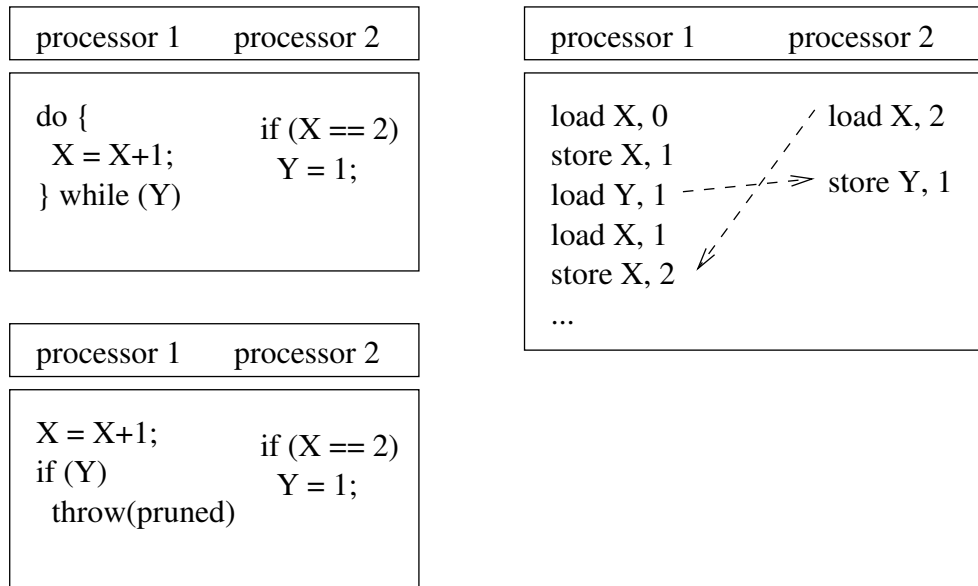 processor 1 processor 2
do {
X = X+1;
} while (Y)
if (X == 2)
Y = 1;
processor 1 processor 2
load X, 0
store X, 1
load Y, 1
load X, 1
store X, 2
...
load X, 2
store Y, 1
processor 1 processor 2
X = X+1;
if (Y)
throw(pruned)
if (X == 2)
Y = 1;